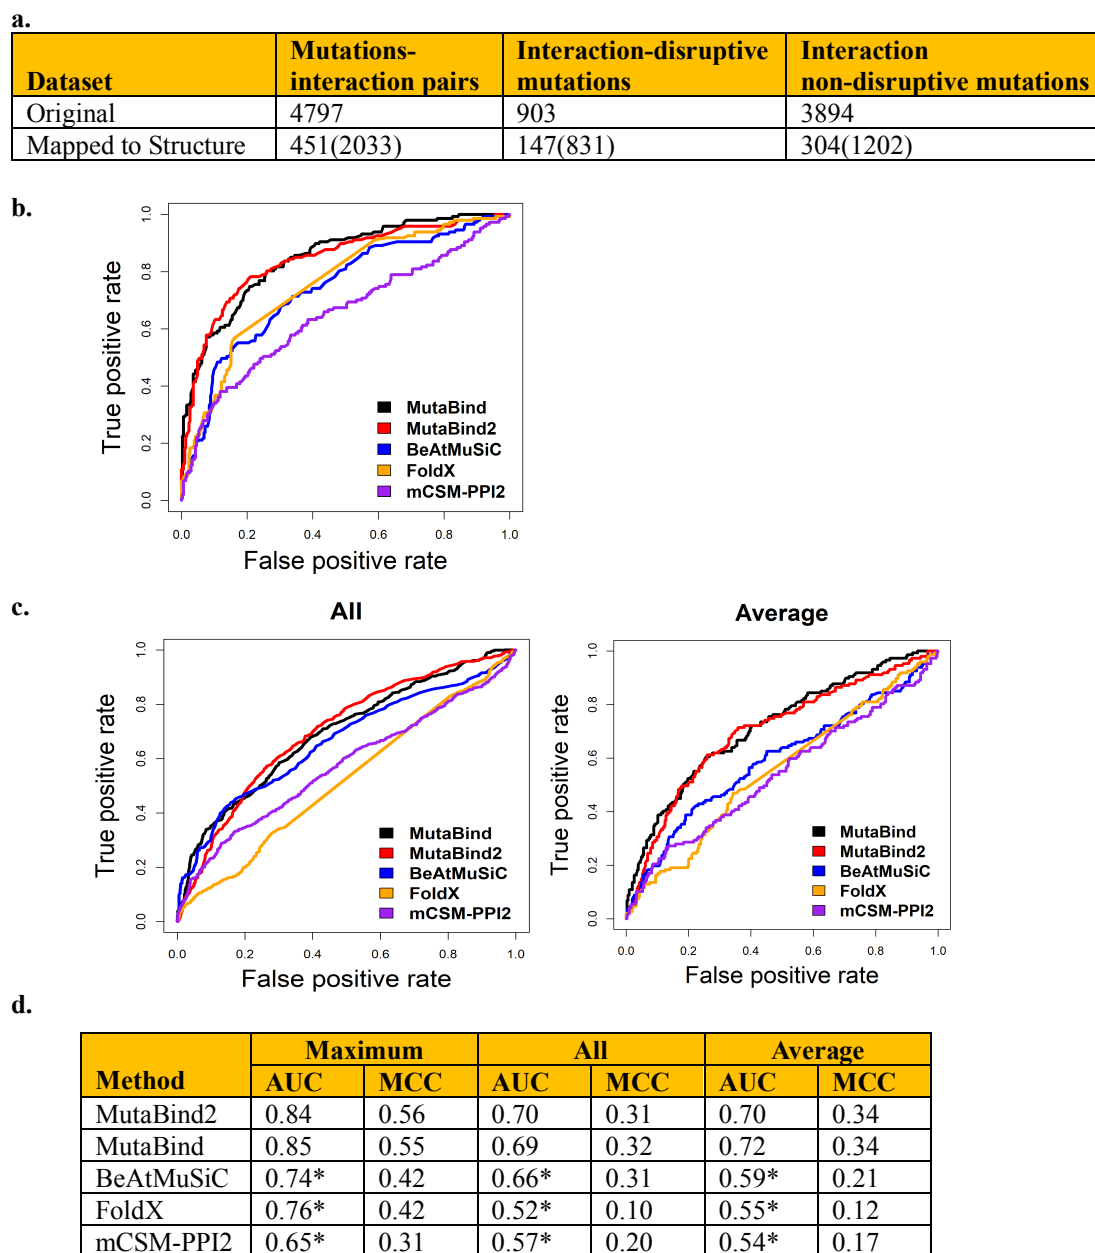 a.
Dataset Mutations-interaction pairs Interaction-disruptive mutations Interaction non-disruptive mutations
Original 4797 903 3894
Mapped to Structure 451(2033) 147(831) 304(1202)
b.
True positive rate
1.0
0.8
0.6
0.4
0.2
0.0
MutaBind
MutaBind2
BeAtMuSiC
FoldX
mCSM-PPI2
0.0 0.2 0.4 0.6 0.8 1.0
False positive rate
c.
All
True positive rate
1.0
0.8
0.6
0.4
0.2
0.0
MutaBind
MutaBind2
BeAtMuSiC
FoldX
mCSM-PPI2
0.0 0.2 0.4 0.6 0.8 1.0
False positive rate
Average
True positive rate
1.0
0.8
0.6
0.4
0.2
0.0
MutaBind
MutaBind2
BeAtMuSiC
FoldX
mCSM-PPI2
0.0 0.2 0.4 0.6 0.8 1.0
False positive rate
d.
Maximum All Average
Method AUC MCC AUC MCC AUC MCC
MutaBind2 0.84 0.56 0.70 0.31 0.70 0.34
MutaBind 0.85 0.55 0.69 0.32 0.72 0.34
BeAtMuSiC 0.74* 0.42 0.66* 0.31 0.59* 0.21
FoldX 0.76* 0.42 0.52* 0.10 0.55* 0.12
mCSM-PPI2 0.65* 0.31 0.57* 0.20 0.54* 0.17